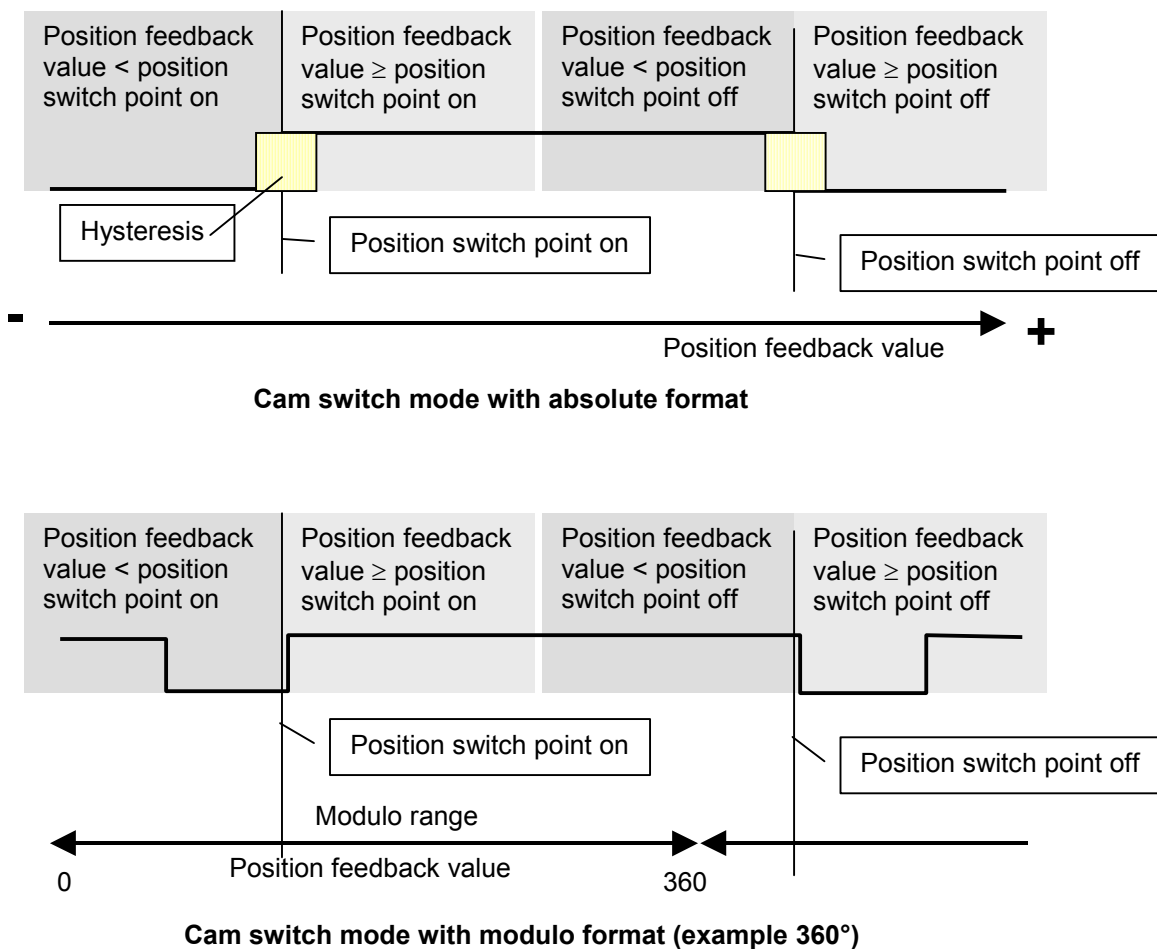 Position feedback
value < position
switch point on
Position feedback
value ≥ position
switch point on
Position feedback
value < position
switch point off
Position feedback
value ≥ position
switch point off
Hysteresis
Position switch point on
Position switch point off
-
+
Position feedback value
Cam switch mode with absolute format
Position feedback
value < position
switch point on
Position feedback
value ≥ position
switch point on
Position feedback
value < position
switch point off
Position feedback
value ≥ position
switch point off
Position switch point on
Position switch point off
Modulo range
Position feedback value
0
360
Cam switch mode with modulo format (example 360°)